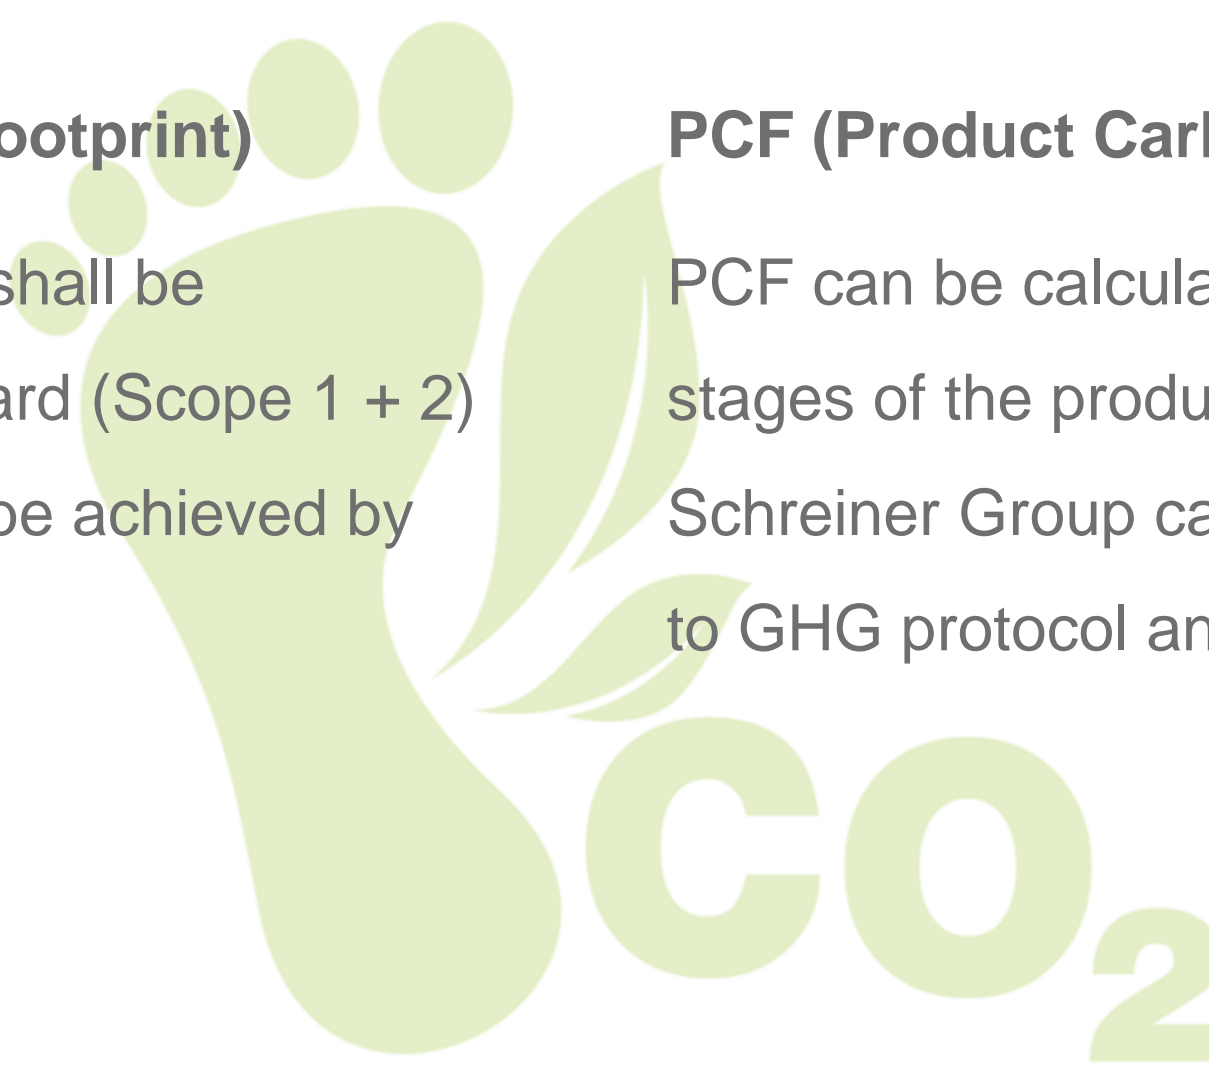 ootprint)
shall be
ard (Scope 1 + 2)
be achieved by
PCF (Product Carb
PCF can be calcula
stages of the produ
Schreiner Group ca
to GHG protocol an
CO₂